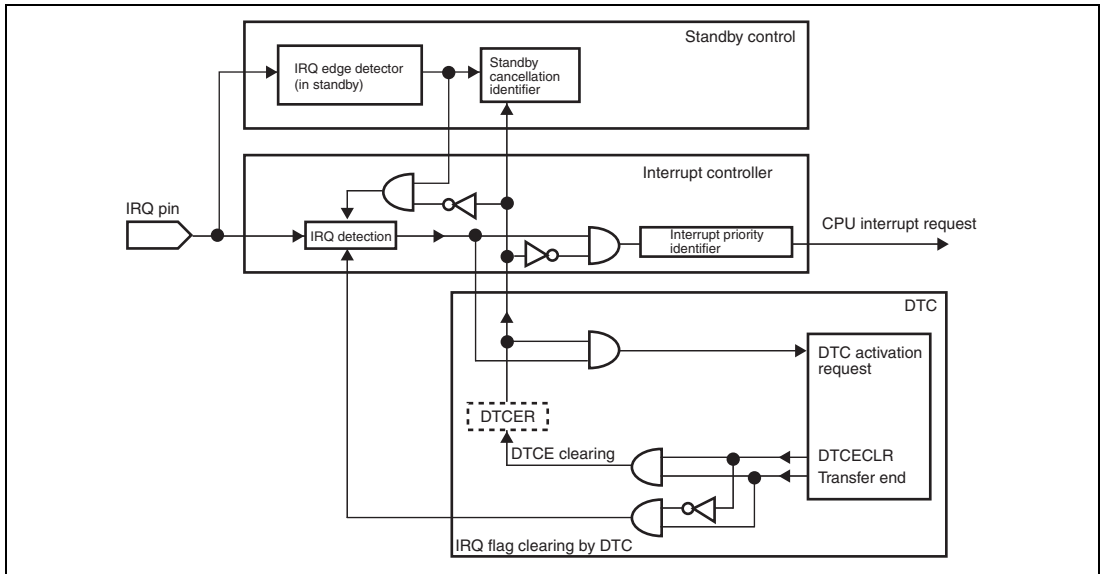 Standby control
IRQ edge detector
(in standby)
Standby
cancellation
identifier
Interrupt controller
IRQ pin
IRQ detection
Interrupt priority
identifier
CPU interrupt request
DTC
DTC activation
request
DTCER
DTCE clearing
DTCECLR
Transfer end
IRQ flag clearing by DTC